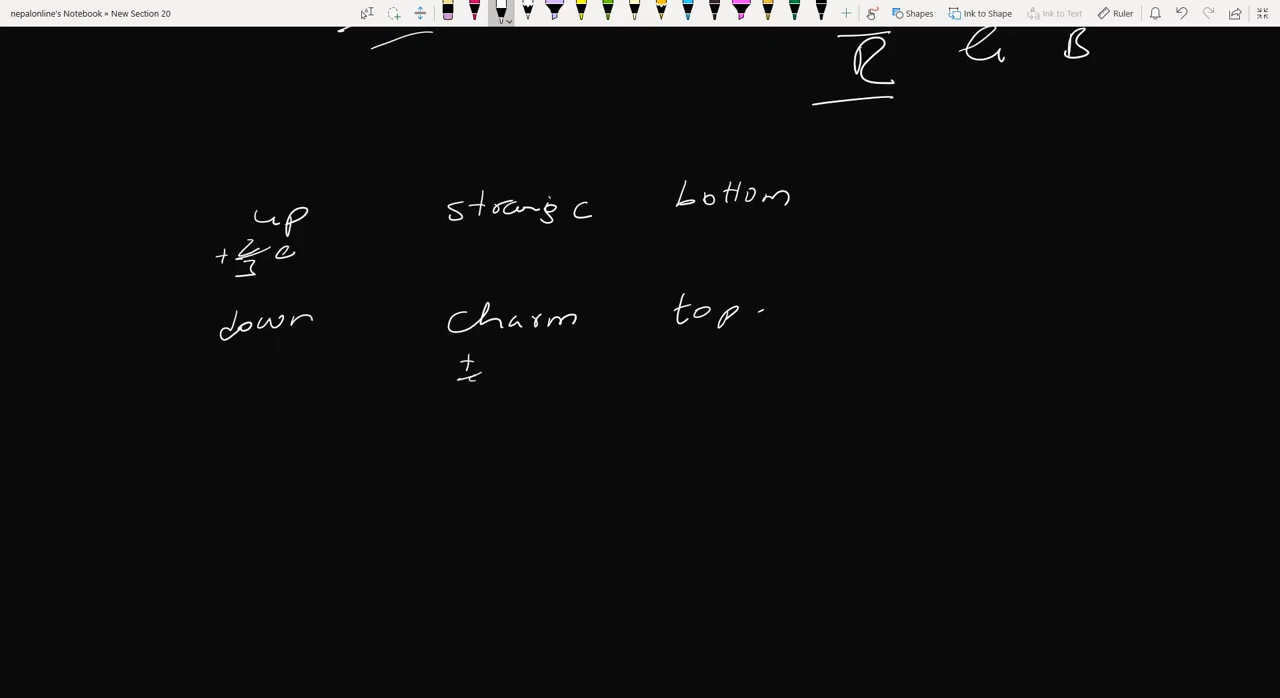 nepalonline's Notebook » New Section 20
Shapes Ink to Shape Ink to Text Ruler
R G B
up strange bottom
+2/3 e
down charm top
+